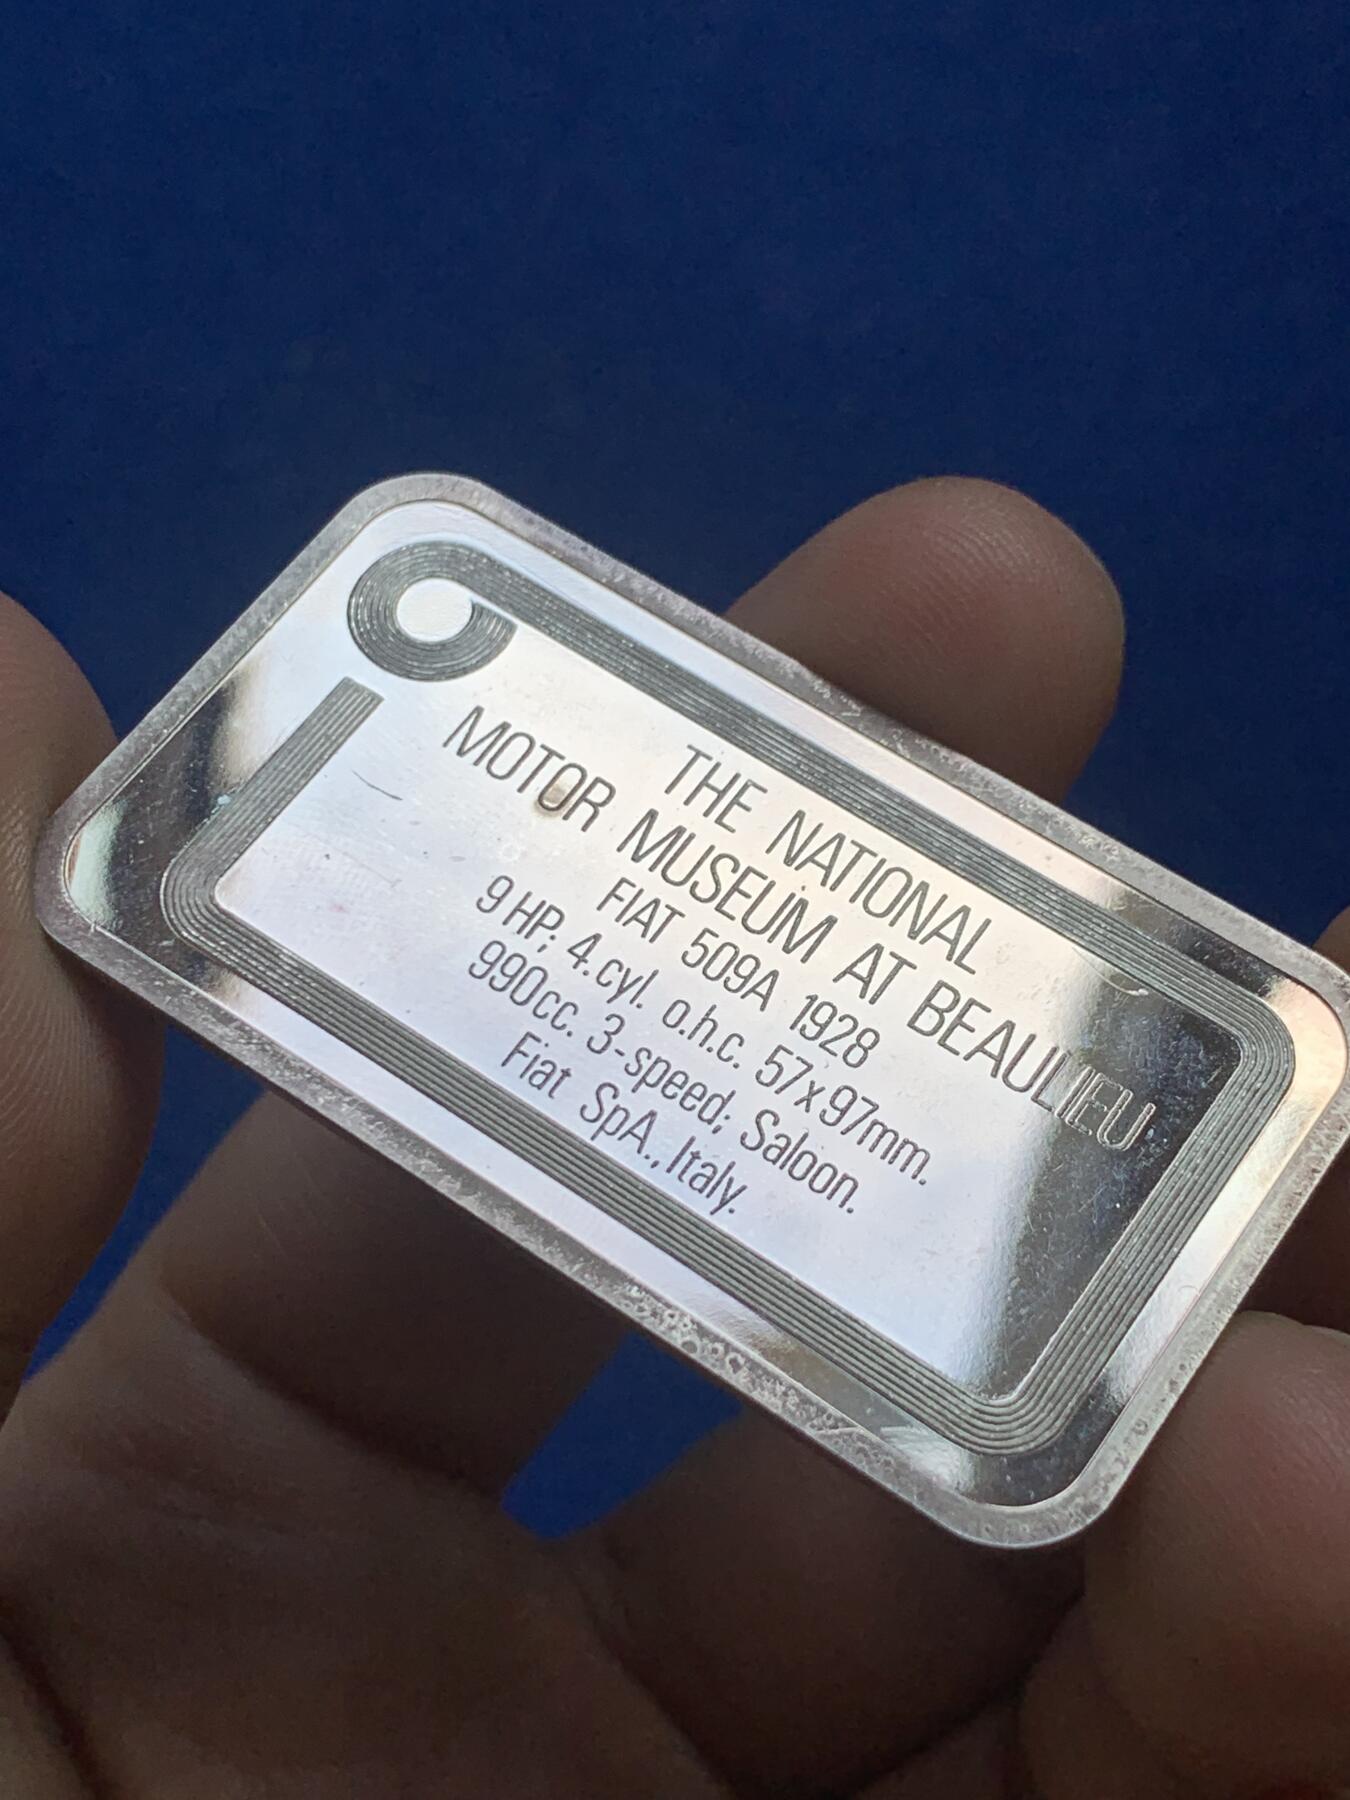 THE NATIONAL
MOTOR MUSEUM AT BEAULIEU
FIAT 509A 1928
9 HP; 4.cyl. o.h.c. 57x97mm.
990cc. 3-speed; Saloon.
Fiat SpA., Italy.